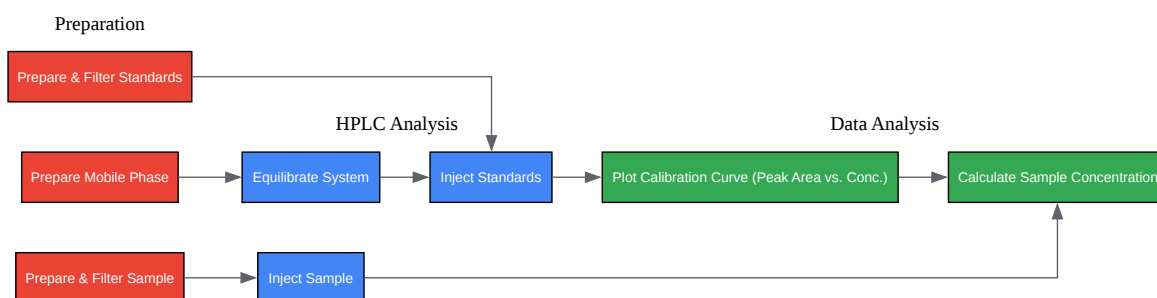 Preparation
Prepare & Filter Standards
HPLC Analysis
Data Analysis
Prepare Mobile Phase
Equilibrate System
Inject Standards
Plot Calibration Curve (Peak Area vs. Conc.)
Calculate Sample Concentration
Prepare & Filter Sample
Inject Sample